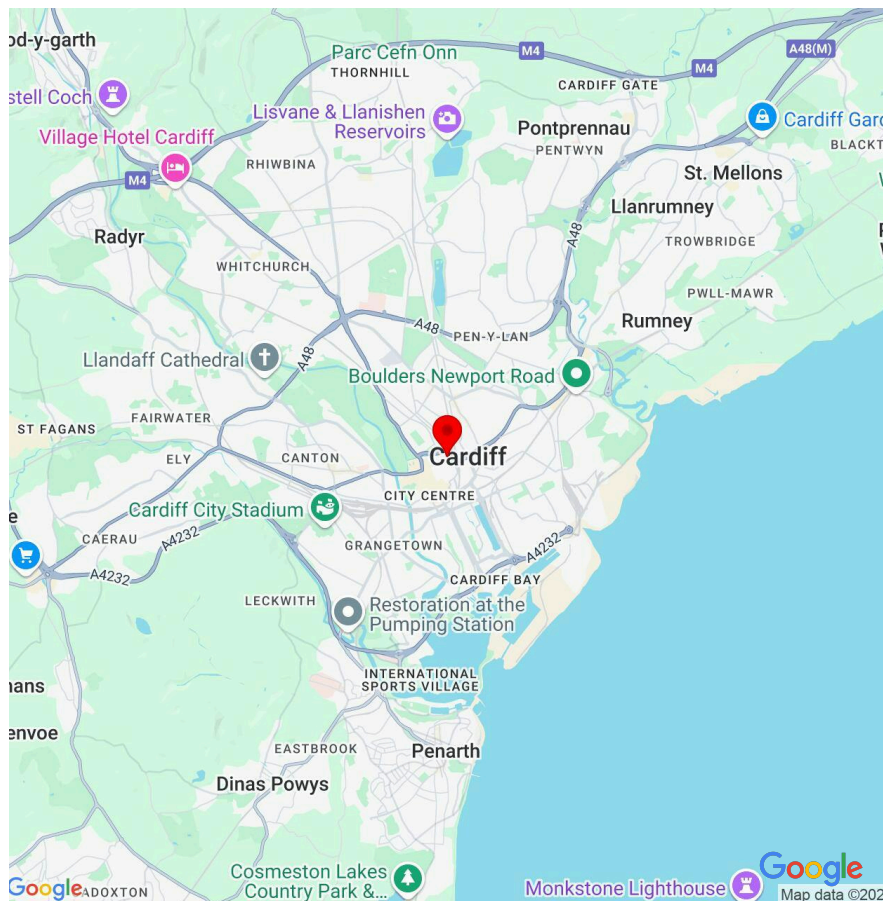 od-y-garth
Parc Cefn Onn
THORNHILL
M4
A48(M)
M4
CARDIFF GATE
stell Coch
Lisvane & Llanishen
Reservoirs
Pontprennau
PENTWYN
Cardiff Gard
BLACKT
Village Hotel Cardiff
RHIWBINA
M4
St. Mellons
Llanrumney
TROWBRIDGE
Radyr
A48
WHITCHURCH
PWLL-MAWR
Rumney
A48
PEN-Y-LAN
Llandaff Cathedral
A48
Boulders Newport Road
FAIRWATER
ST FAGANS
ELY
CANTON
Cardiff
CITY CENTRE
Cardiff City Stadium
e
CAERAU
A4232
GRANGETOWN
A4232
A4232
CARDIFF BAY
LECKWITH
Restoration at the
Pumping Station
INTERNATIONAL
SPORTS VILLAGE
mans
envoe
EASTBROOK
Penarth
Dinas Powys
Cosmeston Lakes
Country Park &...
Monkstone Lighthouse
Google
Google
ADOXTON
Map data ©202